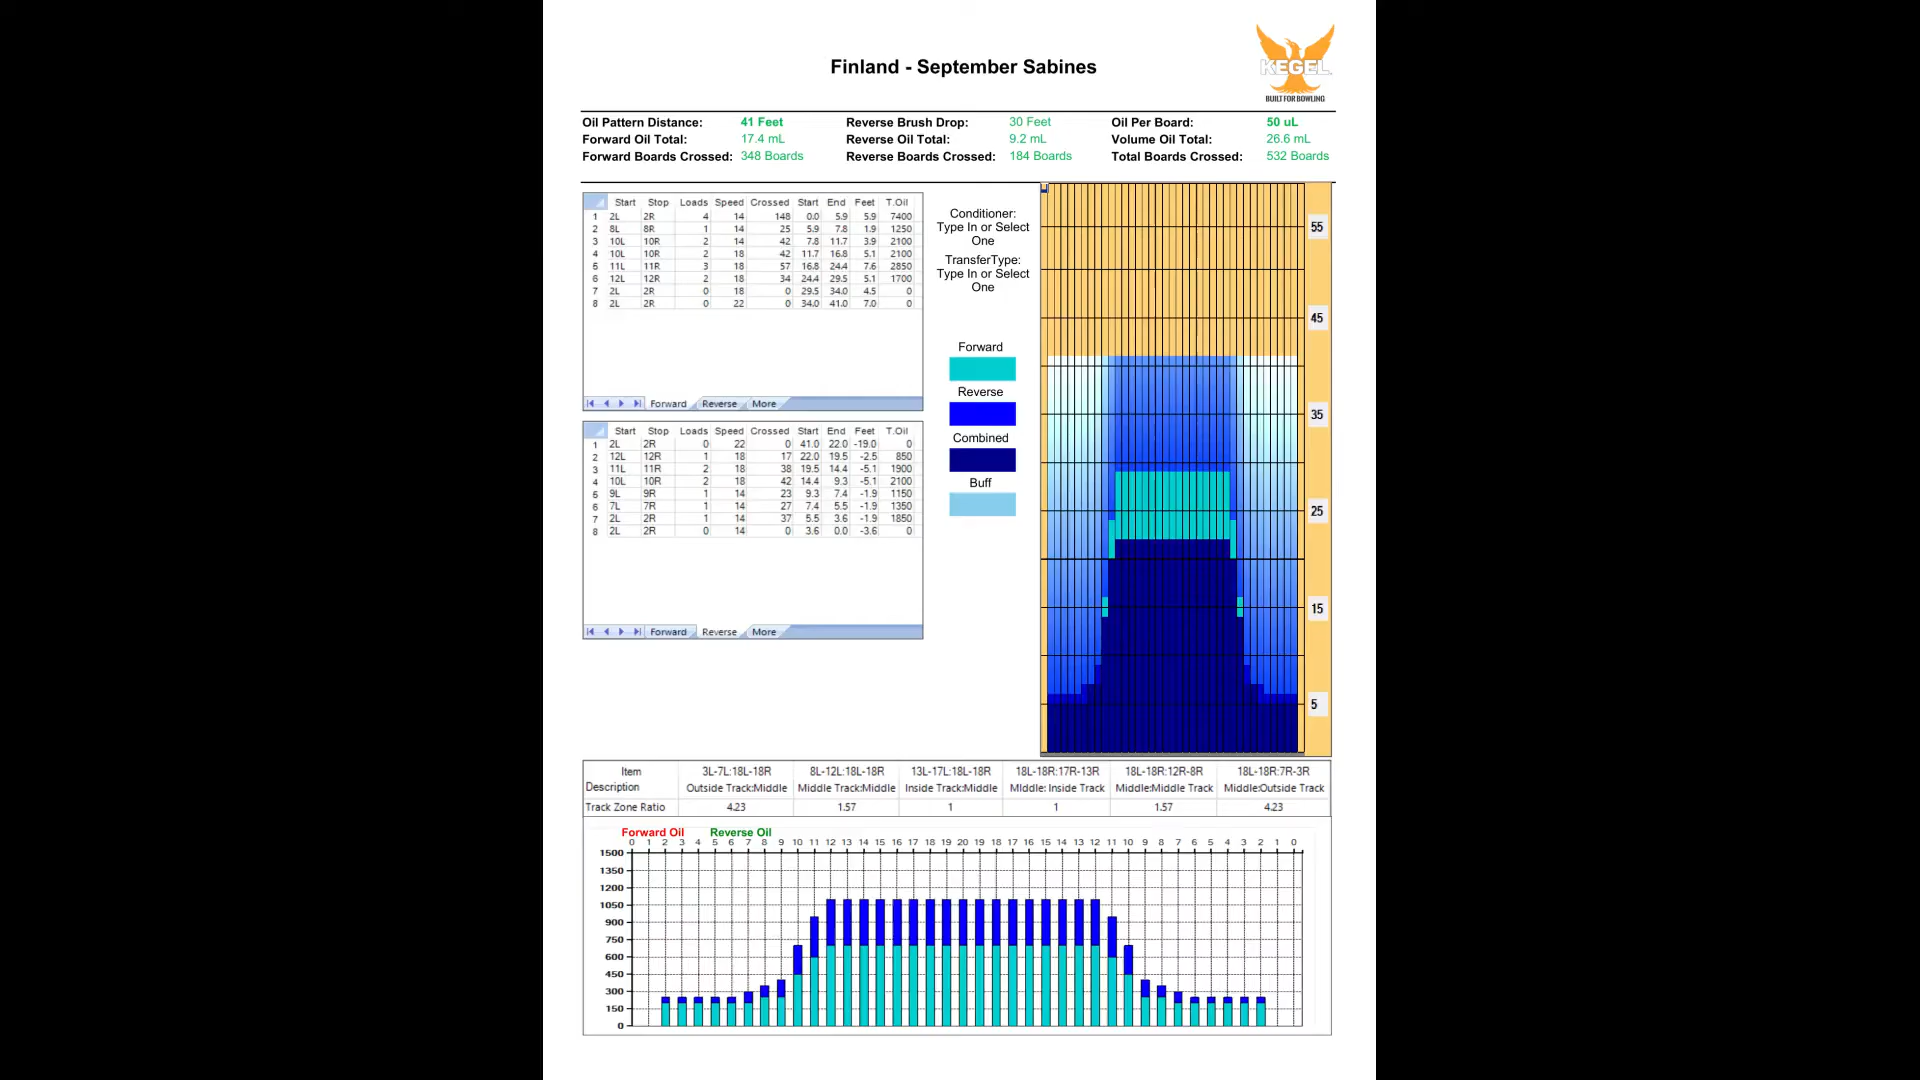 Finland - September Sabines
KEGEL
BUILT FOR BOWLING
Oil Pattern Distance: 41 Feet Reverse Brush Drop: 30 Feet Oil Per Board: 50 uL
Forward Oil Total: 17.4 mL Reverse Oil Total: 9.2 mL Volume Oil Total: 26.6 mL
Forward Boards Crossed: 348 Boards Reverse Boards Crossed: 184 Boards Total Boards Crossed: 532 Boards
Start Stop Loads Speed Crossed Start End Feet T.Oil
1 2L 2R 4 14 148 0.0 5.9 5.9 7400
2 8L 8R 1 14 25 5.9 7.8 1.9 1250
3 10L 10R 2 14 42 7.8 11.7 3.9 2100
4 10L 10R 2 18 42 11.7 16.8 5.1 2100
5 11L 11R 3 18 57 16.8 24.4 7.6 2850
6 12L 12R 2 18 34 24.4 29.5 5.1 1700
7 2L 2R 0 18 0 29.5 34.0 4.5 0
8 2L 2R 0 22 0 34.0 41.0 7.0 0
Forward Reverse More
Start Stop Loads Speed Crossed Start End Feet T.Oil
1 2L 2R 0 22 0 41.0 22.0 -19.0 0
2 12L 12R 1 18 17 22.0 19.5 -2.5 850
3 11L 11R 2 18 38 19.5 14.4 -5.1 1900
4 10L 10R 2 18 42 14.4 9.3 -5.1 2100
5 9L 9R 1 14 23 9.3 7.4 -1.9 1150
6 7L 7R 1 14 27 7.4 5.5 -1.9 1350
7 2L 2R 1 14 37 5.5 3.6 -1.9 1850
8 2L 2R 0 14 0 3.6 0.0 -3.6 0
Forward Reverse More
Conditioner:
Type In or Select
One
TransferType:
Type In or Select
One
Forward
Reverse
Combined
Buff
55
45
35
25
15
5
Item 3L-7L:18L-18R 8L-12L:18L-18R 13L-17L:18L-18R 18L-18R:17R-13R 18L-18R:12R-8R 18L-18R:7R-3R
Description Outside Track:Middle Middle Track:Middle Inside Track:Middle MIddle: Inside Track Middle:Middle Track Middle:Outside Track
Track Zone Ratio 4.23 1.57 1 1 1.57 4.23
Forward Oil Reverse Oil
0 1 2 3 4 5 6 7 8 9 10 11 12 13 14 15 16 17 18 19 20 19 18 17 16 15 14 13 12 11 10 9 8 7 6 5 4 3 2 1 0
1500
1350
1200
1050
900
750
600
450
300
150
0